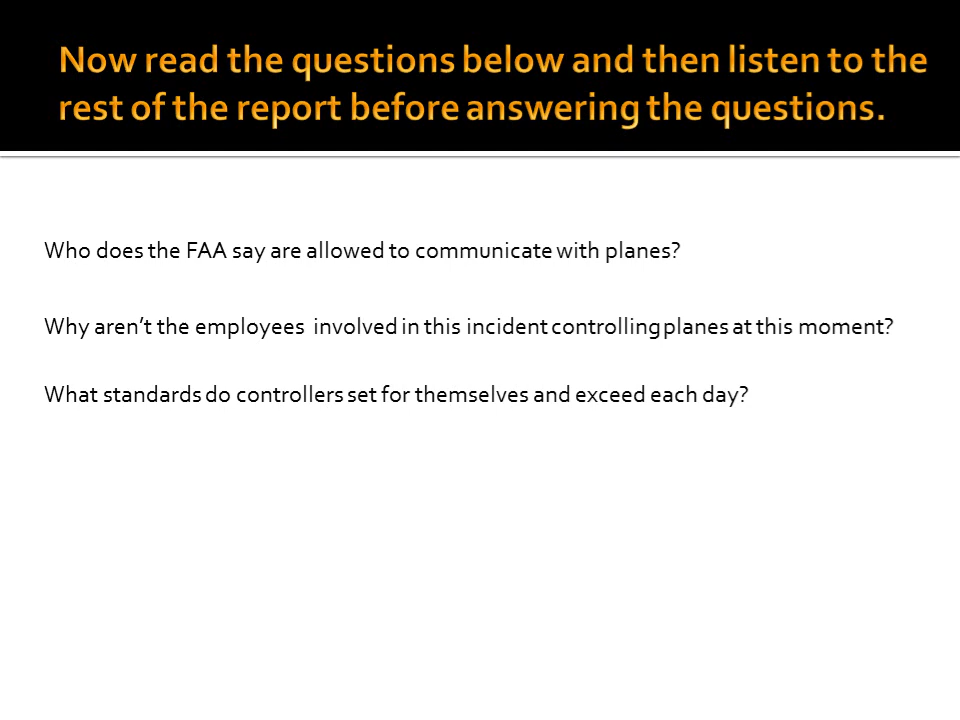 Now read the questions below and then listen to the
rest of the report before answering the questions.
Who does the FAA say are allowed to communicate with planes?
Why aren’t the employees  involved in this incident controlling planes at this moment?
What standards do controllers set for themselves and exceed each day?